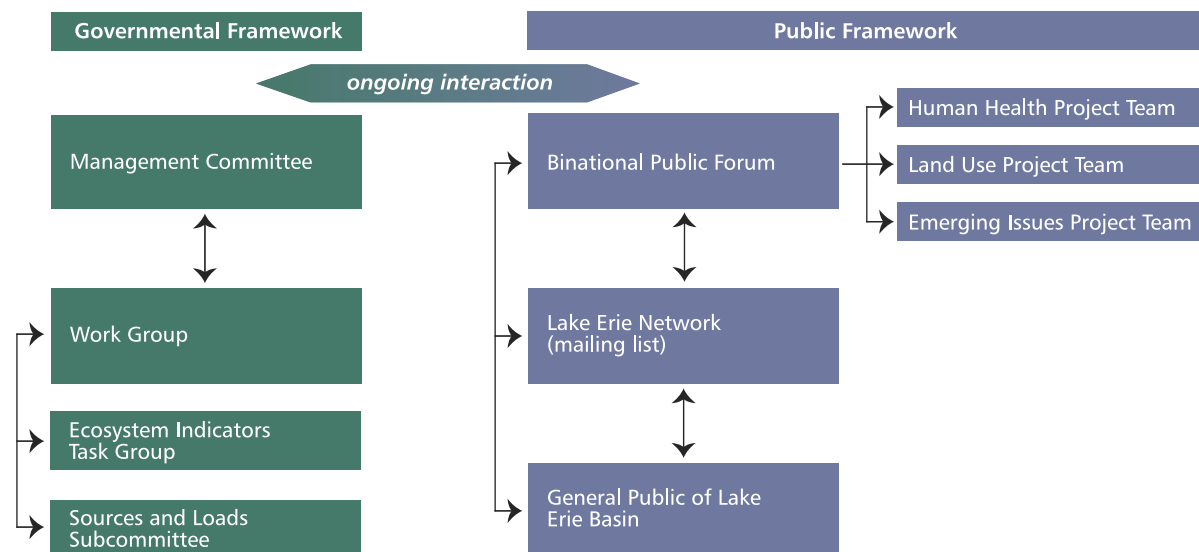 Governmental Framework
Public Framework
ongoing interaction
Management Committee
Work Group
Ecosystem Indicators
Task Group
Sources and Loads
Subcommittee
Binational Public Forum
Lake Erie Network
(mailing list)
General Public of Lake
Erie Basin
Human Health Project Team
Land Use Project Team
Emerging Issues Project Team